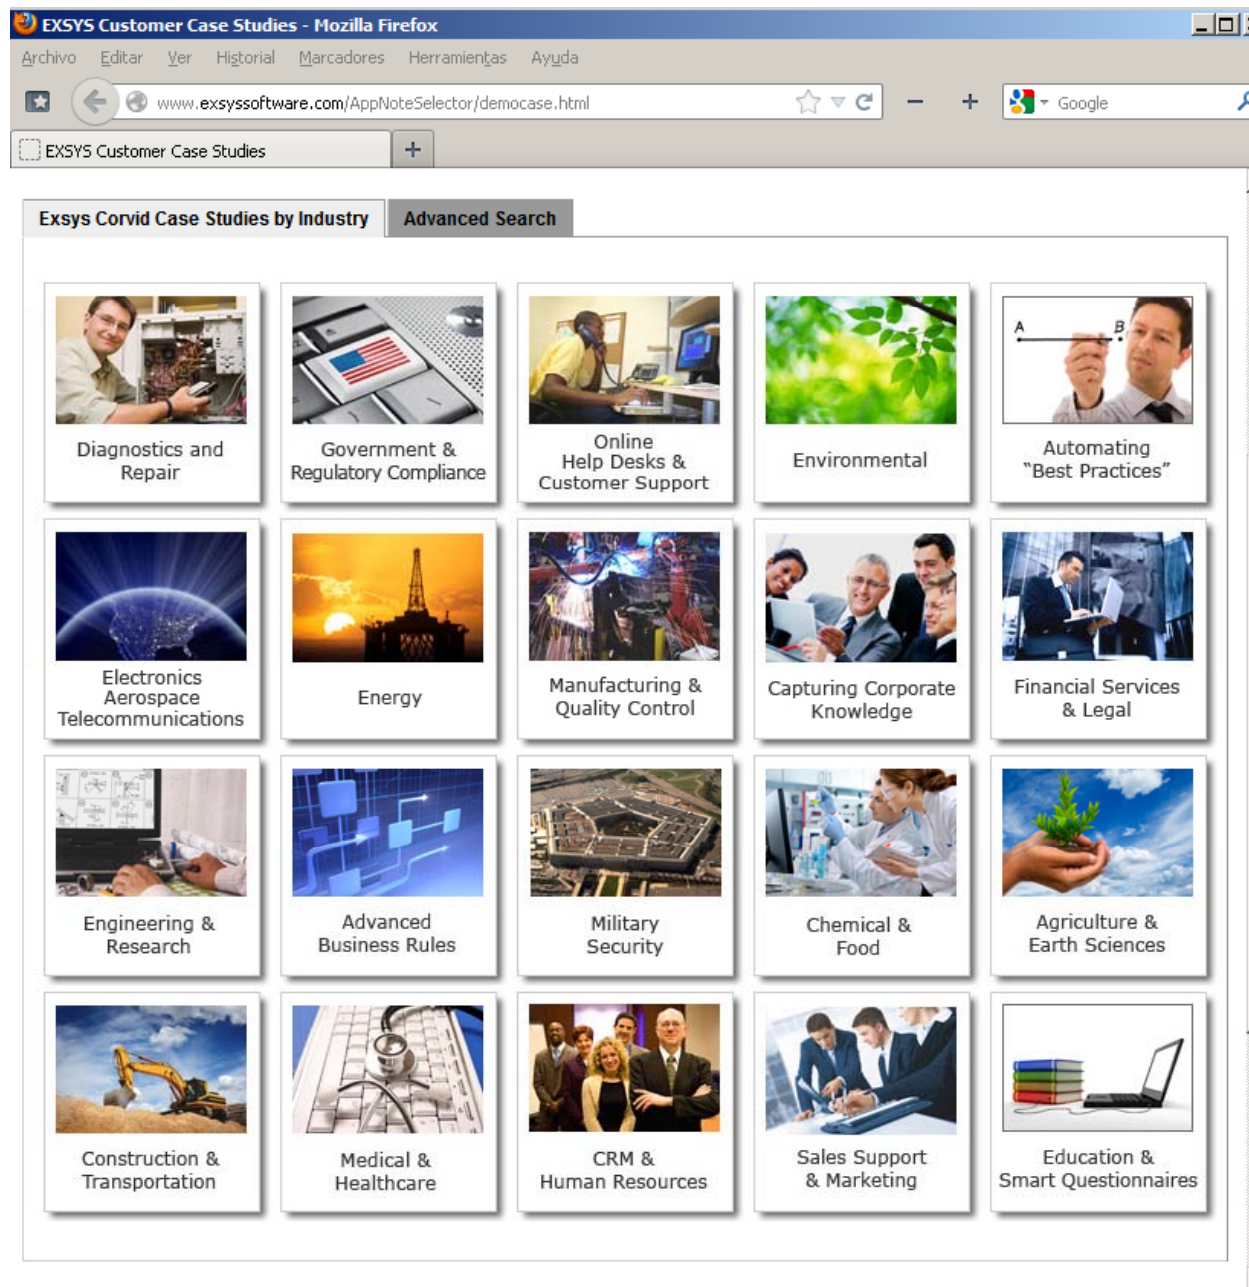 EXSYS Customer Case Studies - Mozilla Firefox
Archivo Editar Ver Historial Marcadores Herramientas Ayuda
www.exsyssoftware.com/AppNoteSelector/democase.html
Google
EXSYS Customer Case Studies
Exsys Corvid Case Studies by Industry
Advanced Search
Diagnostics and
Repair
Government &
Regulatory Compliance
Online
Help Desks &
Customer Support
Environmental
A B
Automating
"Best Practices"
Electronics
Aerospace
Telecommunications
Energy
Manufacturing &
Quality Control
Capturing Corporate
Knowledge
Financial Services
& Legal
Engineering &
Research
Advanced
Business Rules
Military
Security
Chemical &
Food
Agriculture &
Earth Sciences
Construction &
Transportation
Medical &
Healthcare
CRM &
Human Resources
Sales Support
& Marketing
Education &
Smart Questionnaires